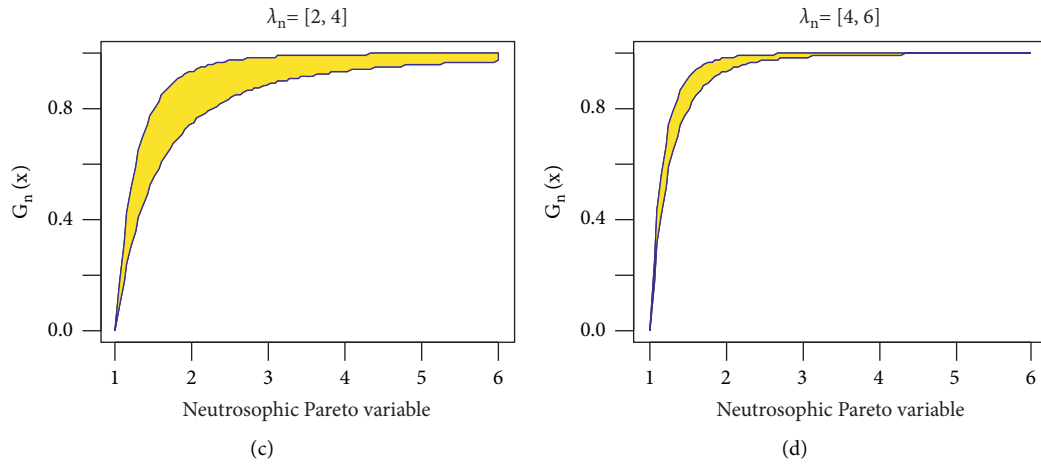 λₙ= [2, 4]
Gₙ (x)
0.8
0.4
0.0
1 2 3 4 5 6
Neutrosophic Pareto variable
(c)
λₙ= [4, 6]
Gₙ (x)
0.8
0.4
0.0
1 2 3 4 5 6
Neutrosophic Pareto variable
(d)